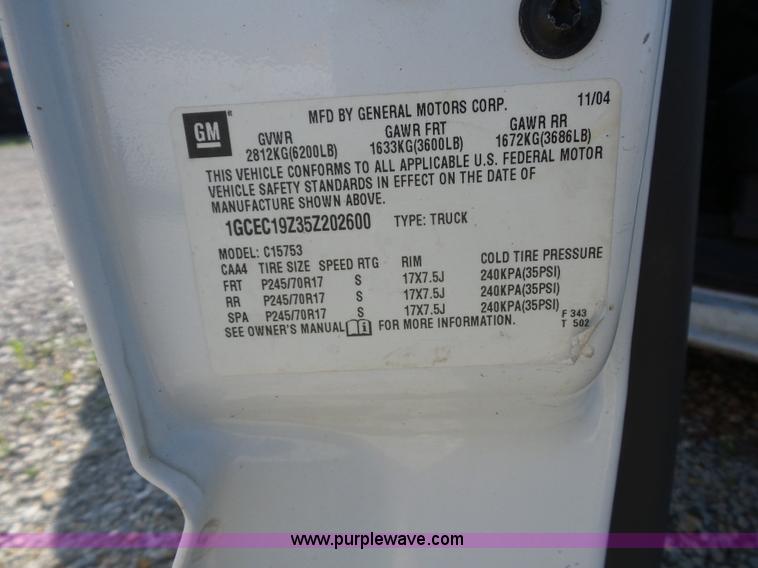 MFD BY GENERAL MOTORS CORP. 11/04
GM
GVWR GAWR FRT GAWR RR
2812KG(6200LB) 1633KG(3600LB) 1672KG(3686LB)
THIS VEHICLE CONFORMS TO ALL APPLICABLE U.S. FEDERAL MOTOR
VEHICLE SAFETY STANDARDS IN EFFECT ON THE DATE OF
MANUFACTURE SHOWN ABOVE.
1GCEC19Z35Z202600 TYPE: TRUCK
MODEL: C15753
CAA4 TIRE SIZE SPEED RTG RIM COLD TIRE PRESSURE
FRT P245/70R17 S 17X7.5J 240KPA(35PSI)
RR P245/70R17 S 17X7.5J 240KPA(35PSI)
SPA P245/70R17 S 17X7.5J 240KPA(35PSI)
SEE OWNER'S MANUAL FOR MORE INFORMATION.
F 343
T 502
www.purplewave.com